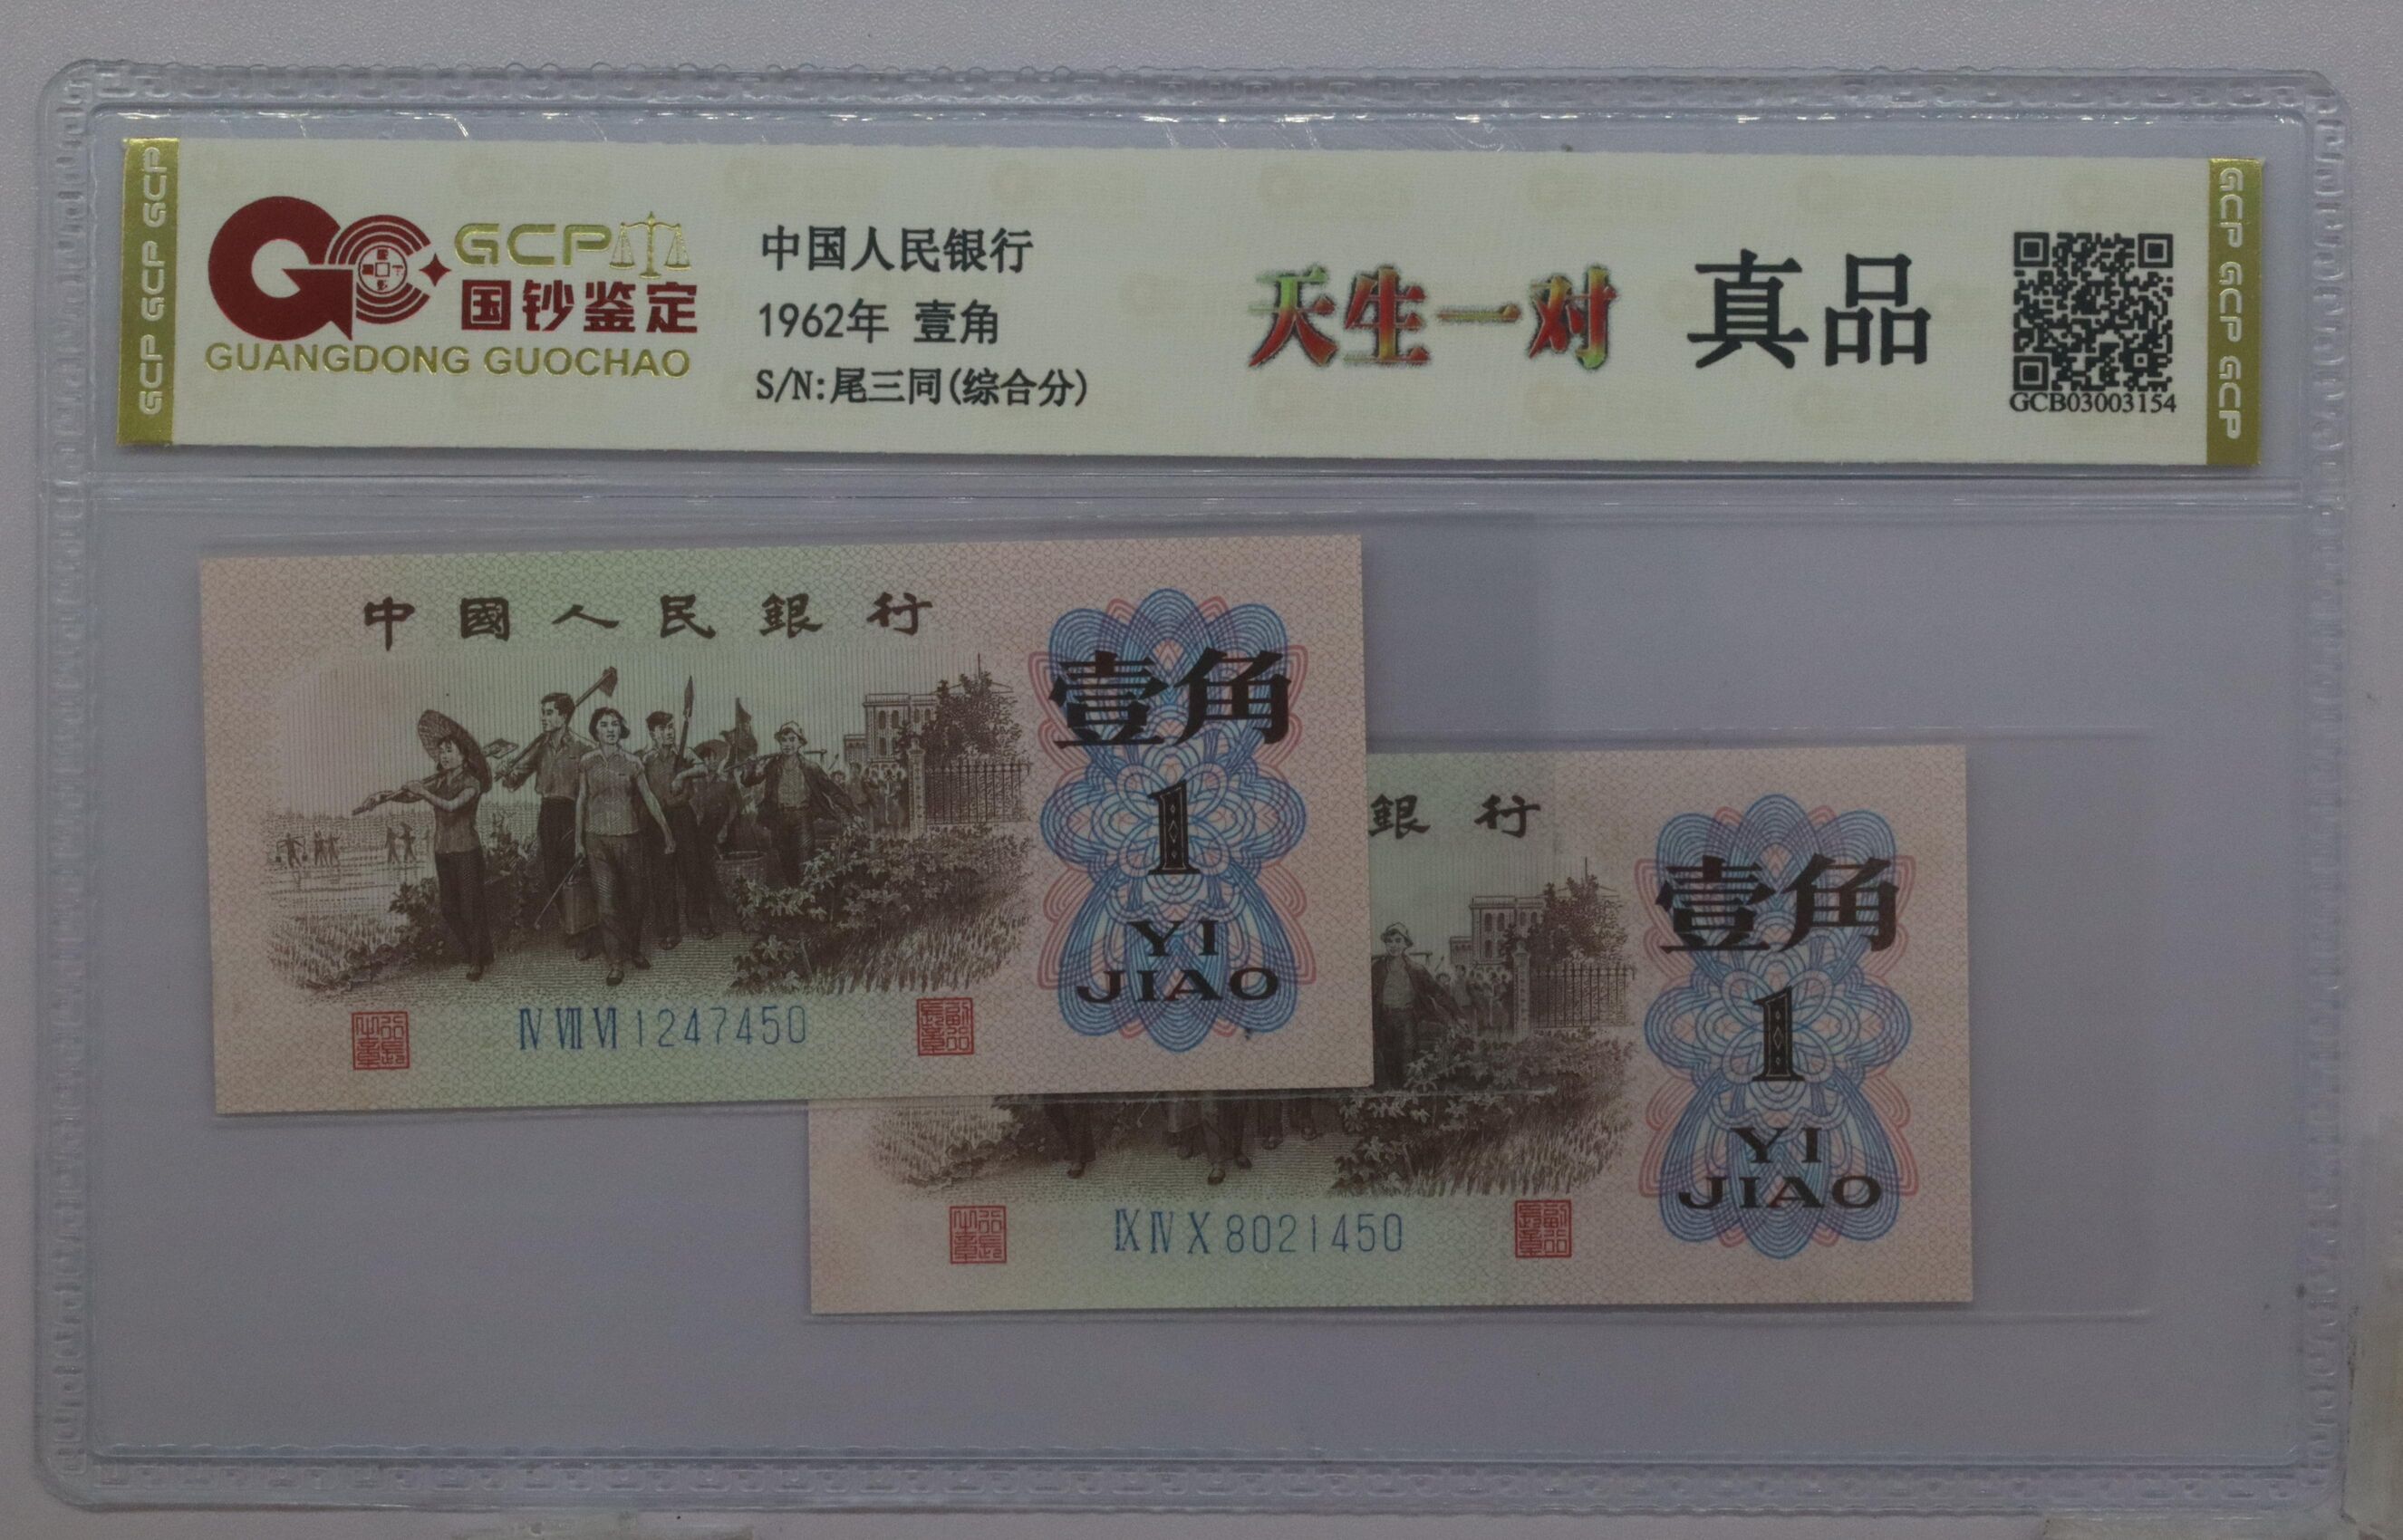 GCP GCP GCP
GCP
国钞鉴定
GUANGDONG GUOCHAO
中国人民银行
1962年 壹角
S/N:尾三同(综合分)
天生一对
真品
GCB03003154
GCP GCP GCP
中國人民銀行
壹角
1
YI
JIAO
IV VIII VI 1247450
銀行
壹角
1
YI
JIAO
IX IV X 8021450